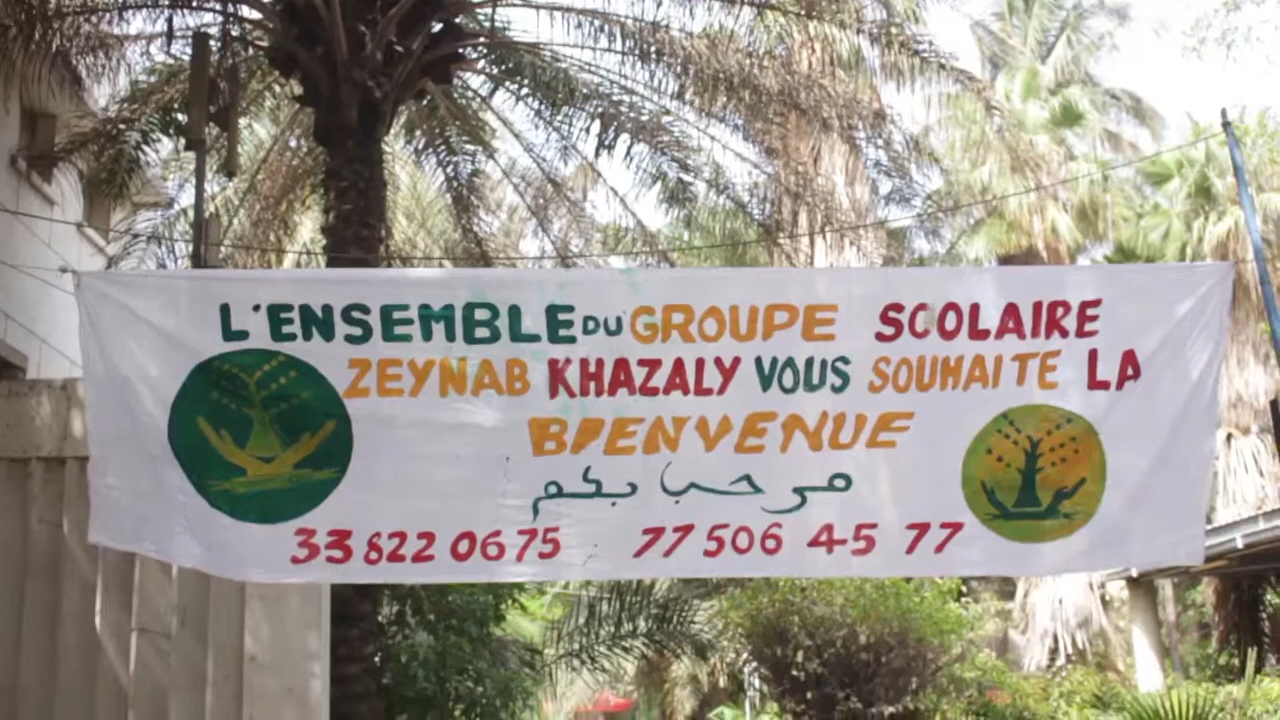 L'ENSEMBLE DU GROUPE SCOLAIRE
ZEYNAB KHAZALY VOUS SOUHAITE LA
BIENVENUE
مرحبا بكم
33 822 06 75 77 506 45 77